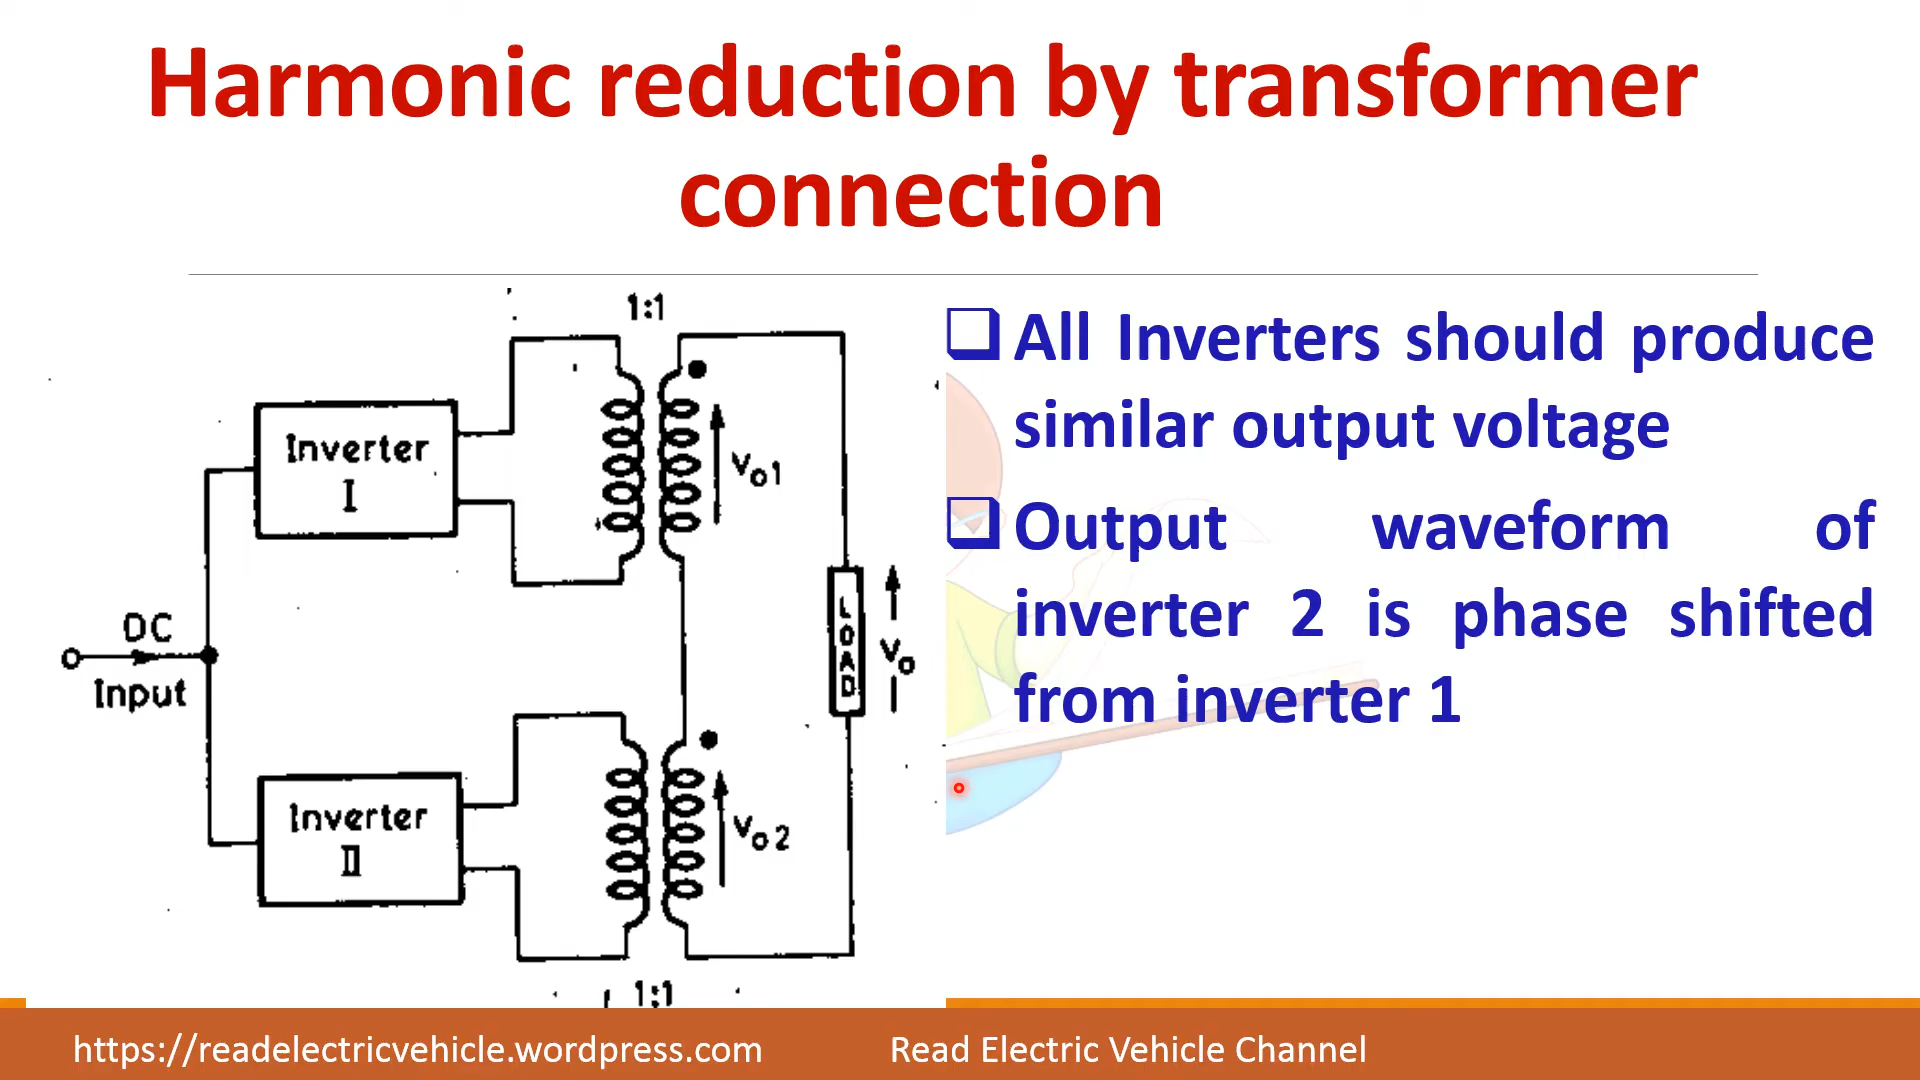 Harmonic reduction by transformer
connection
1:1
Inverter
I
Vo1
DC
Input
LOAD
Vo
Inverter
II
Vo2
1:1
All Inverters should produce
similar output voltage
Output waveform of
inverter 2 is phase shifted
from inverter 1
https://readelectricvehicle.wordpress.com
Read Electric Vehicle Channel